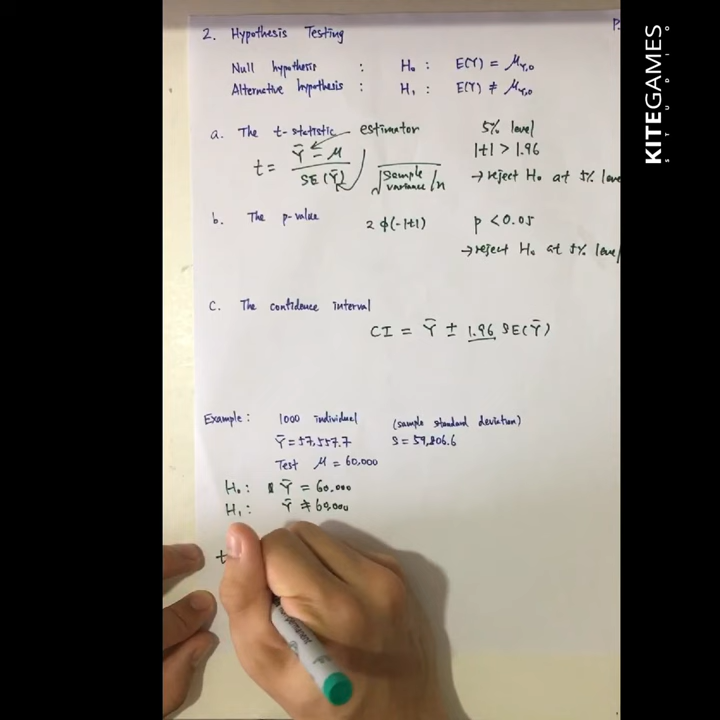 2. Hypothesis Testing
Null hypothesis : H₀ : E(Y) = μY,0
Alternative hypothesis : H₁ : E(Y) ≠ μY,0
a. The t-statistic estimator 5% level
t = (Ȳ - μ) / SE(Ȳ) √(sample variance/n) |t| > 1.96
→ reject H₀ at 5% leve
b. The p-value 2 φ(-|t|) p < 0.05
→ reject H₀ at 5% level
c. The confidence interval
CI = Ȳ ± 1.96 SE(Ȳ)
Example: 1000 individual (sample standard deviation)
Ȳ = 57,557.7 S = 57,806.6
Test μ = 60,000
H₀: Ȳ = 60,000
H₁: Ȳ ≠ 60,000
t
KITEGAMES
STUDIO